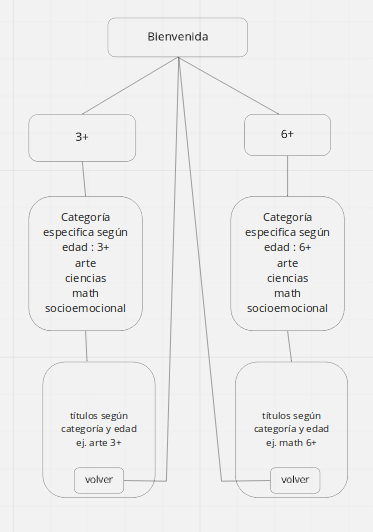 Bienvenida
3+
6+
Categoría
especifica según
edad : 3+
arte
ciencias
math
socioemocional
Categoría
especifica según
edad : 6+
arte
ciencias
math
socioemocional
títulos según
categoría y edad
ej. arte 3+
volver
títulos según
categoría y edad
ej. math 6+
volver